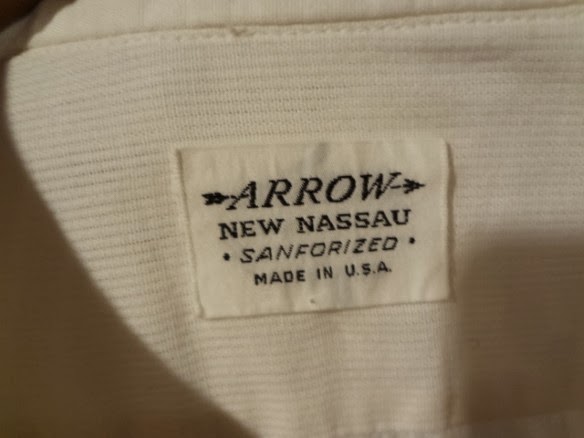 ARROW
NEW NASSAU
• SANFORIZED •
MADE IN U.S.A.